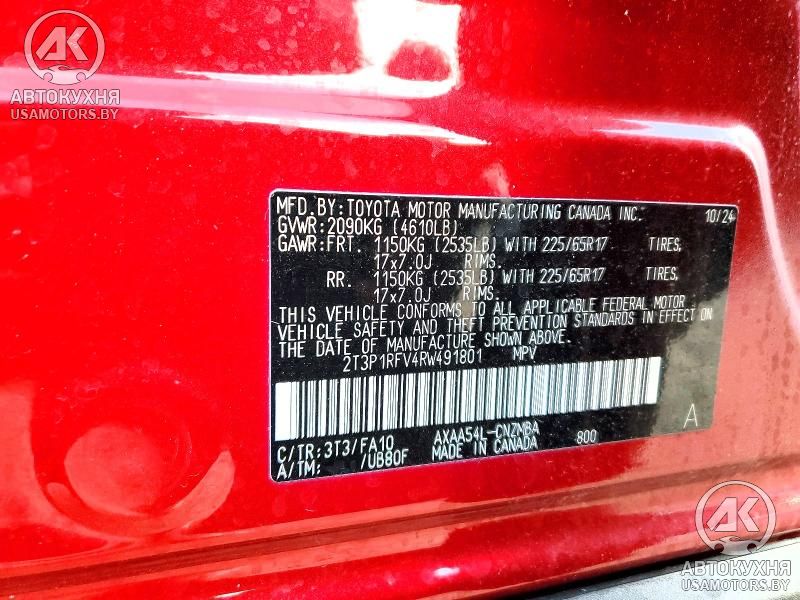 АК
АВТОКУХНЯ
USAMOTORS.BY
MFD.BY:TOYOTA MOTOR MANUFACTURING CANADA INC. 10/24
GVWR:2090KG (4610LB)
GAWR:FRT. 1150KG (2535LB) WITH 225/65R17 TIRES,
17x7.0J RIMS.
RR. 1150KG (2535LB) WITH 225/65R17 TIRES,
17x7.0J RIMS.
THIS VEHICLE CONFORMS TO ALL APPLICABLE FEDERAL MOTOR
VEHICLE SAFETY AND THEFT PREVENTION STANDARDS IN EFFECT ON
THE DATE OF MANUFACTURE SHOWN ABOVE.
2T3P1RFV4RW491801 MPV
A
C/TR:3T3/FA10 AXAA54L-CNZMBA 800
A/TM: /UB80F MADE IN CANADA
АК
АВТОКУХНЯ
USAMOTORS.BY